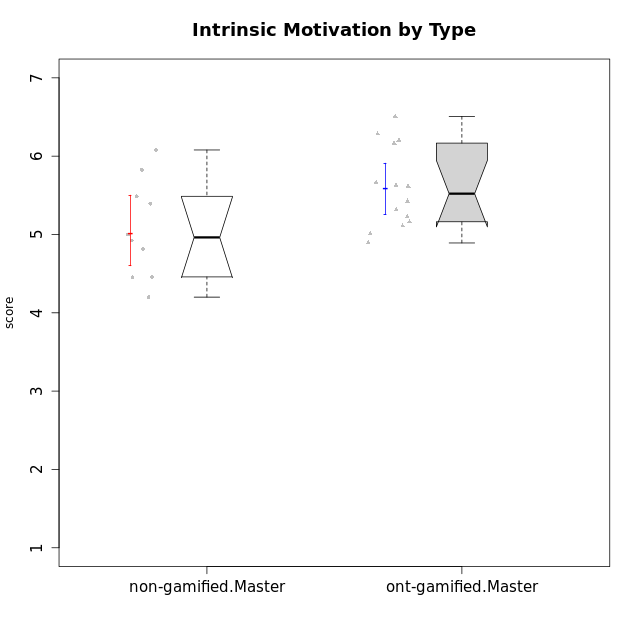 Intrinsic Motivation by Type
7
6
5
4
3
2
1
score
non-gamified.Master
ont-gamified.Master